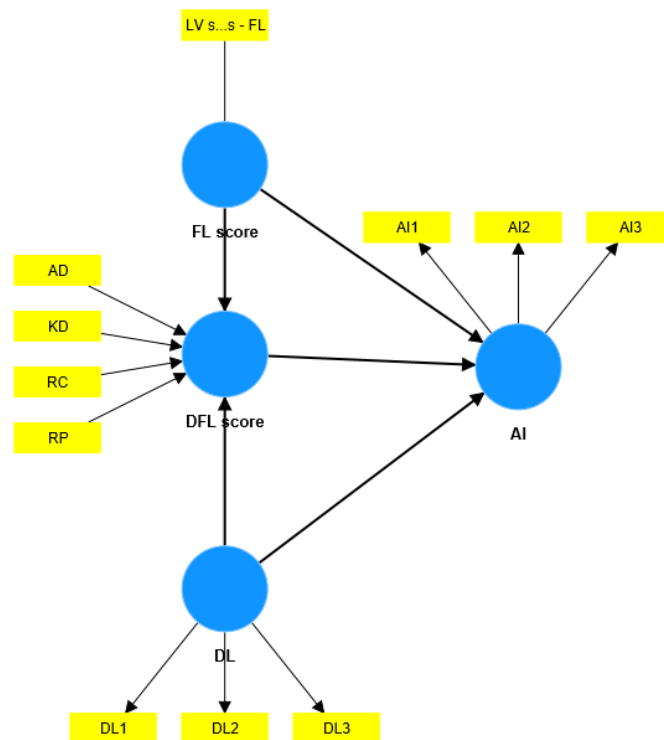 LV s...s - FL
FL score
AI1
AI2
AI3
AD
KD
RC
RP
DFL score
AI
DL
DL1
DL2
DL3